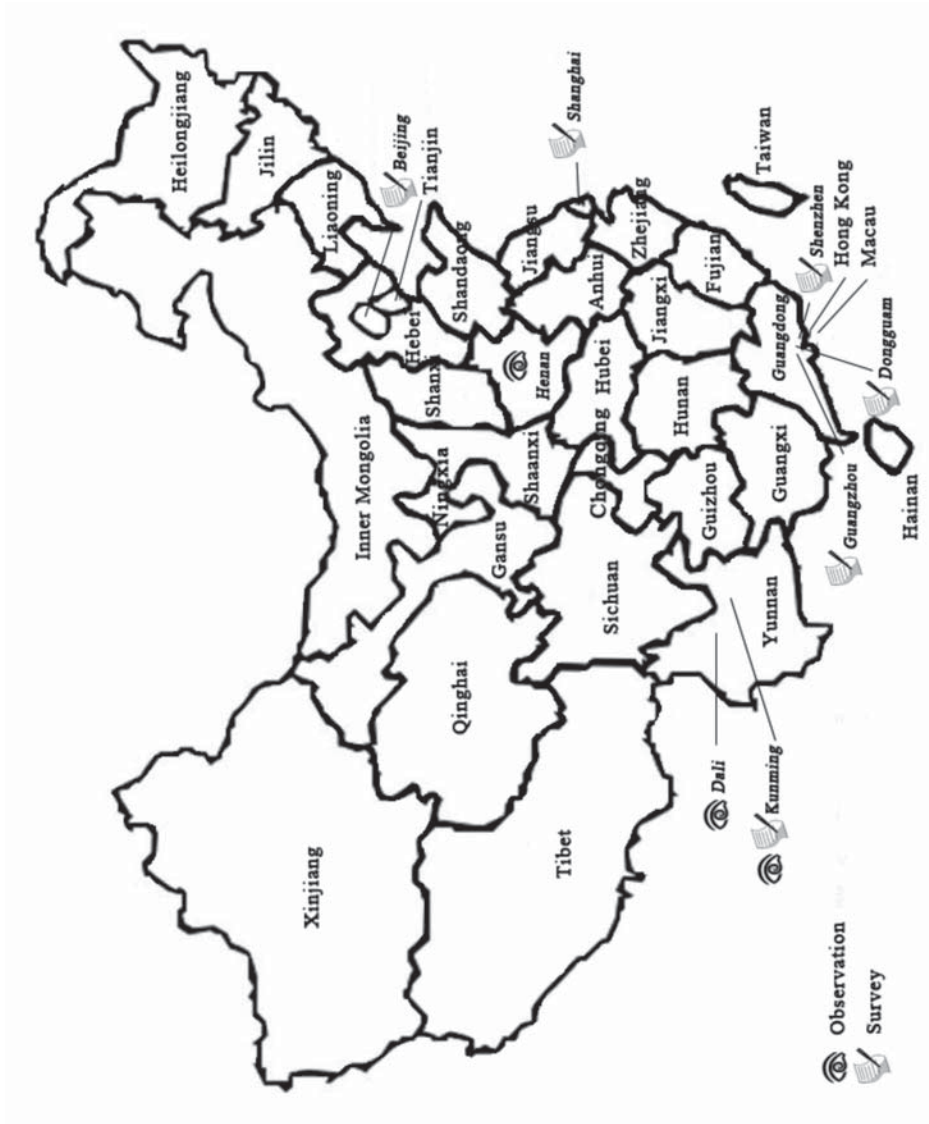 Heilongjiang
Jilin
Xinjiang
Liaoning
Inner Mongolia
Beijing
Hebei
Tianjin
Shanxi
Ningxia
Qinghai
Shandaong
Gansu
Shaanxi
Jiangsu
Henan
Tibet
Shanghai
Anhui
Chongqing
Hubei
Sichuan
Zhejiang
Jiangxi
Hunan
Guizhou
Fujian
Dali
Taiwan
Yunnan
Kunming
Guangxi
Guangdong
Shenzhen
Hong Kong
Guangzhou
Macau
Dongguam
Hainan
Observation
Survey